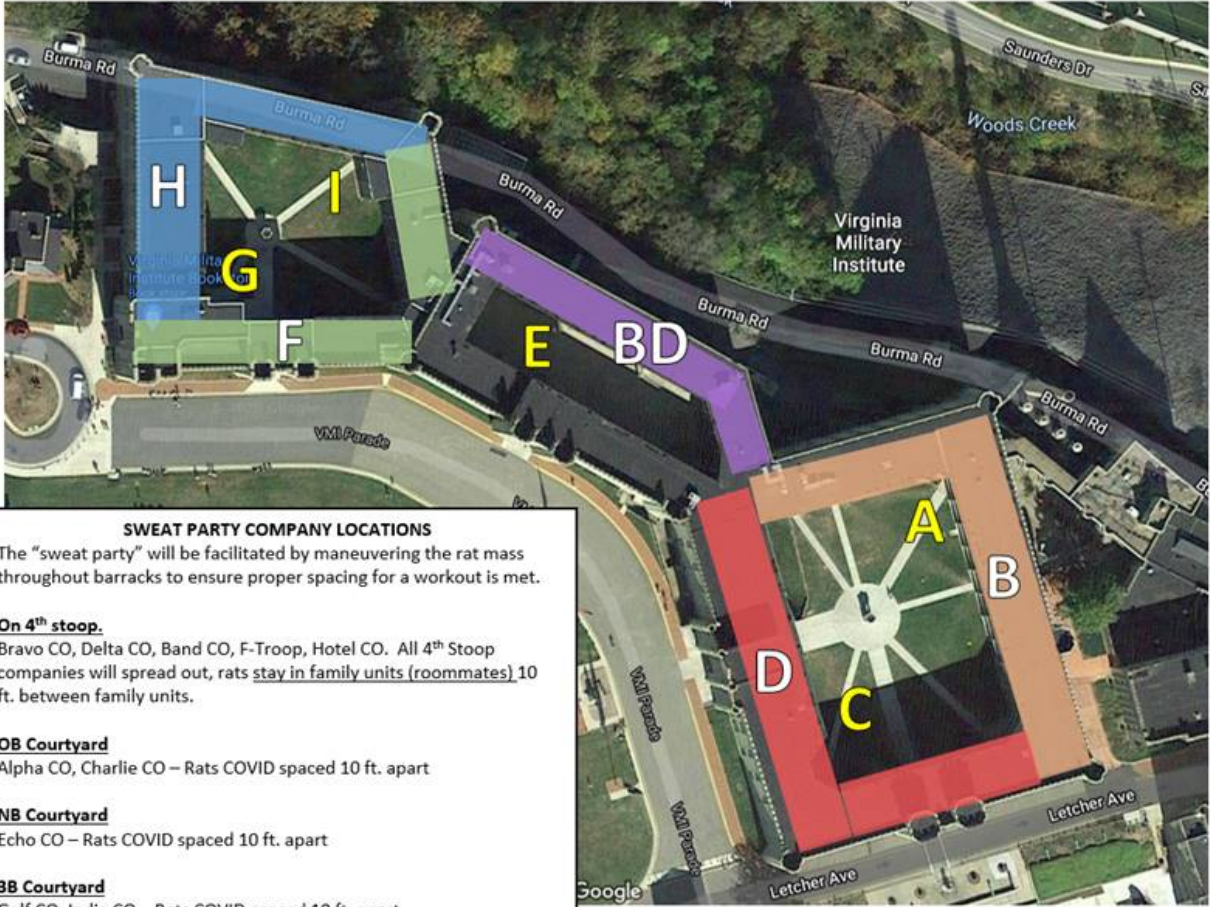 Saunders Dr
Burma Rd
Burma Rd
Woods Creek
H
I
Burma Rd
Virginia
Military
Institute
G
Virginia Milita
Institute Book
F
E
BD
Burma Rd
Burma Rd
Burma Rd
VMI Parade
A
B
D
C
VMI Parade
VMI Parade
Letcher Ave
Letcher Ave
Google
SWEAT PARTY COMPANY LOCATIONS
The “sweat party” will be facilitated by maneuvering the rat mass
throughout barracks to ensure proper spacing for a workout is met.
On 4th stoop.
Bravo CO, Delta CO, Band CO, F-Troop, Hotel CO. All 4th Stoop
companies will spread out, rats stay in family units (roommates) 10
ft. between family units.
OB Courtyard
Alpha CO, Charlie CO – Rats COVID spaced 10 ft. apart
NB Courtyard
Echo CO – Rats COVID spaced 10 ft. apart
BB Courtyard